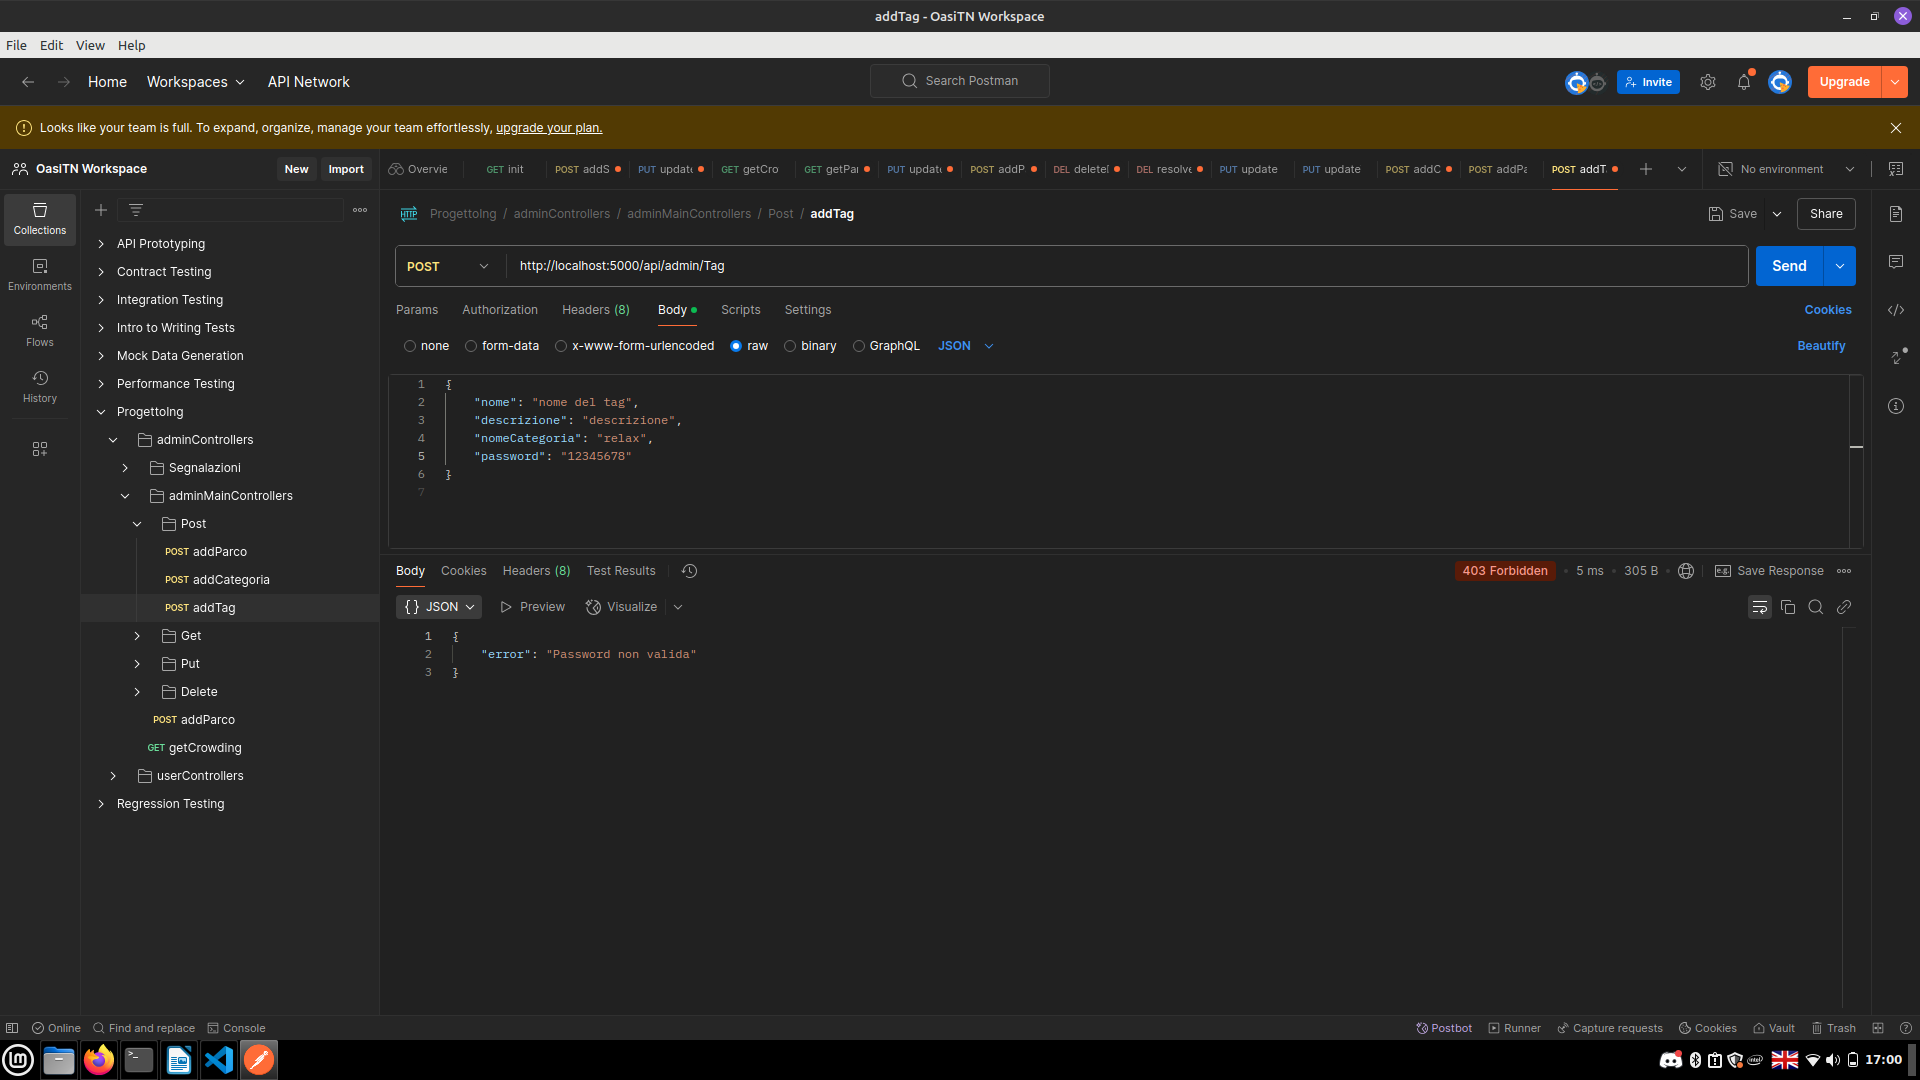 addTag - OasiTN Workspace
File Edit View Help
Home Workspaces API Network
Search Postman
Invite
Upgrade
Looks like your team is full. To expand, organize, manage your team effortlessly, upgrade your plan.
OasiTN Workspace
New Import
Overvie
GET init
POST addS
PUT update
GET getCro
GET getPar
PUT update
POST addP
DEL deletel
DEL resolve
PUT update
PUT update
POST addC
POST addPa
POST addT
No environment
Collections
Environments
Flows
History
API Prototyping
Contract Testing
Integration Testing
Intro to Writing Tests
Mock Data Generation
Performance Testing
ProgettoIng
adminControllers
Segnalazioni
adminMainControllers
Post
POST addParco
POST addCategoria
POST addTag
Get
Put
Delete
POST addParco
GET getCrowding
userControllers
Regression Testing
HTTP ProgettoIng / adminControllers / adminMainControllers / Post / addTag
Save Share
POST http://localhost:5000/api/admin/Tag
Send
Params Authorization Headers (8) Body Scripts Settings
Cookies
none form-data x-www-form-urlencoded raw binary GraphQL JSON
Beautify
1 {
2 "nome": "nome del tag",
3 "descrizione": "descrizione",
4 "nomeCategoria": "relax",
5 "password": "12345678"
6 }
7
Body Cookies Headers (8) Test Results
403 Forbidden • 5 ms • 305 B
e.g. Save Response
{} JSON Preview Visualize
1 {
2 "error": "Password non valida"
3 }
Online Find and replace Console
Postbot Runner Capture requests Cookies Vault Trash
17:00